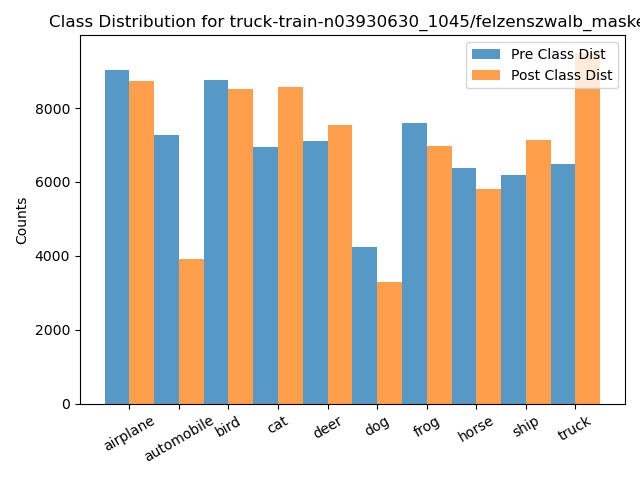 Class Distribution for truck-train-n03930630_1045/felzenszwalb_maske
Pre Class Dist
Post Class Dist
Counts
8000
6000
4000
2000
0
airplane
automobile
bird
cat
deer
dog
frog
horse
ship
truck